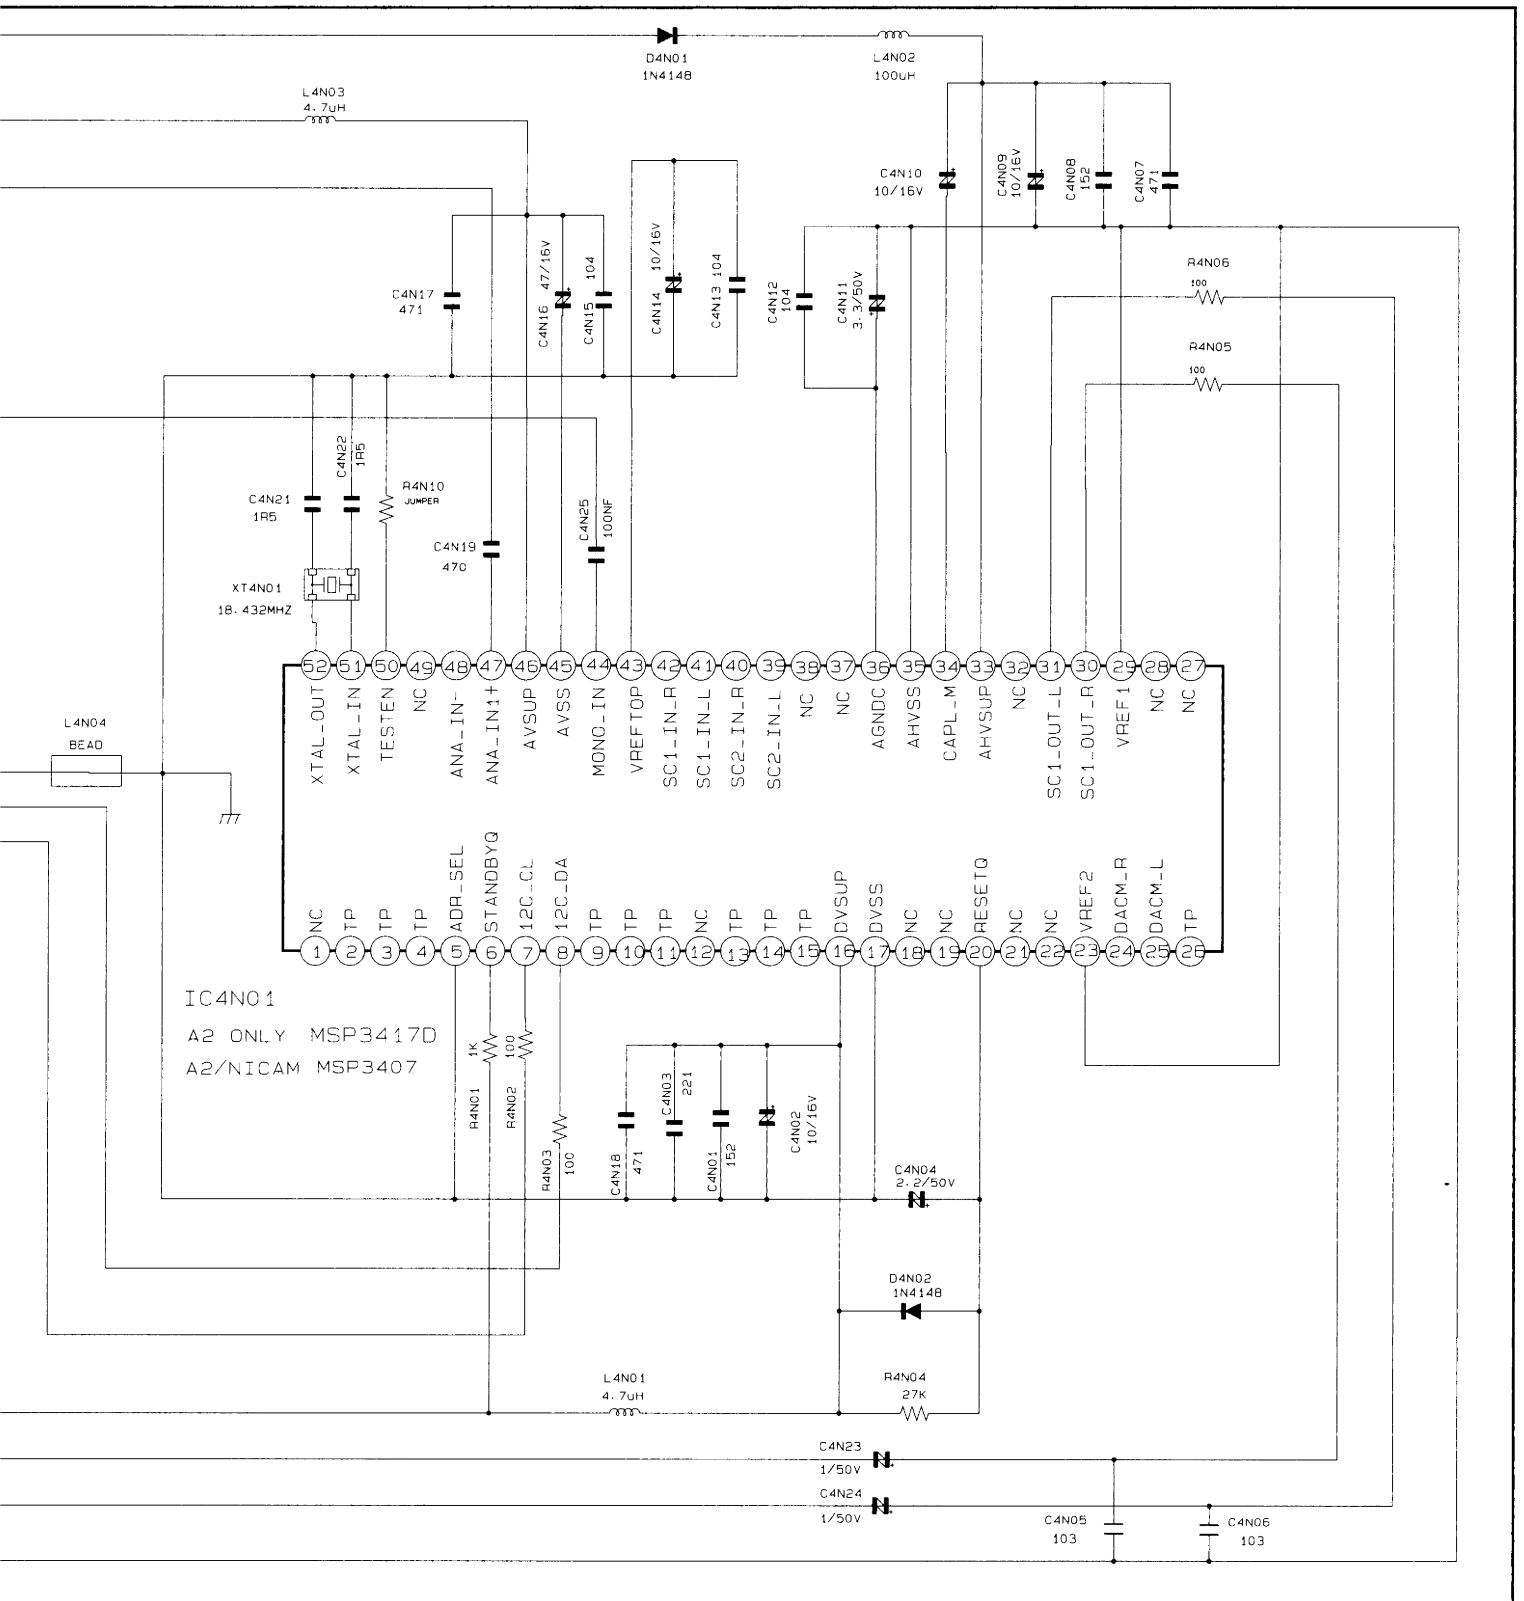 D4N01
1N4148
L4N02
100uH
L4N03
4.7uH
C4N10
10/16V
C4N09
10/16V
C4N08
152
C4N07
471
C4N17
471
C4N16 47/16V
C4N15 104
C4N14 10/16V
C4N13 104
C4N12
104
C4N11
3.3/50V
R4N06
100
R4N05
100
C4N21
1R5
C4N22
1R5
R4N10
JUMPER
C4N19
470
C4N25
100NF
XT4N01
18.432MHZ
52 51 50 49 48 47 46 45 44 43 42 41 40 39 38 37 36 35 34 33 32 31 30 29 28 27
XTAL_OUT
XTAL_IN
TESTEN
NC
ANA_IN-
ANA_IN1+
AVSUP
AVSS
MONO_IN
VREFTOP
SC1_IN_R
SC1_IN_L
SC2_IN_R
SC2_IN_L
NC
NC
AGNDC
AHVSS
CAPL_M
AHVSUP
NC
SC1_OUT_L
SC1_OUT_R
VREF1
NC
NC
L4N04
BEAD
NC
TP
TP
TP
ADR_SEL
STANDBYQ
12C_CL
12C_DA
TP
TP
TP
NC
TP
TP
TP
DVSUP
DVSS
NC
NC
RESETQ
NC
NC
VREF2
DACM_R
DACM_L
TP
1 2 3 4 5 6 7 8 9 10 11 12 13 14 15 16 17 18 19 20 21 22 23 24 25 26
IC4N01
A2 ONLY MSP3417D
A2/NICAM MSP3407
R4N01
1K
R4N02
100
R4N03
100
C4N18
471
C4N03
221
C4N01
152
C4N02
10/16V
C4N04
2.2/50V
D4N02
1N4148
L4N01
4.7uH
R4N04
27K
C4N23
1/50V
C4N24
1/50V
C4N05
103
C4N06
103